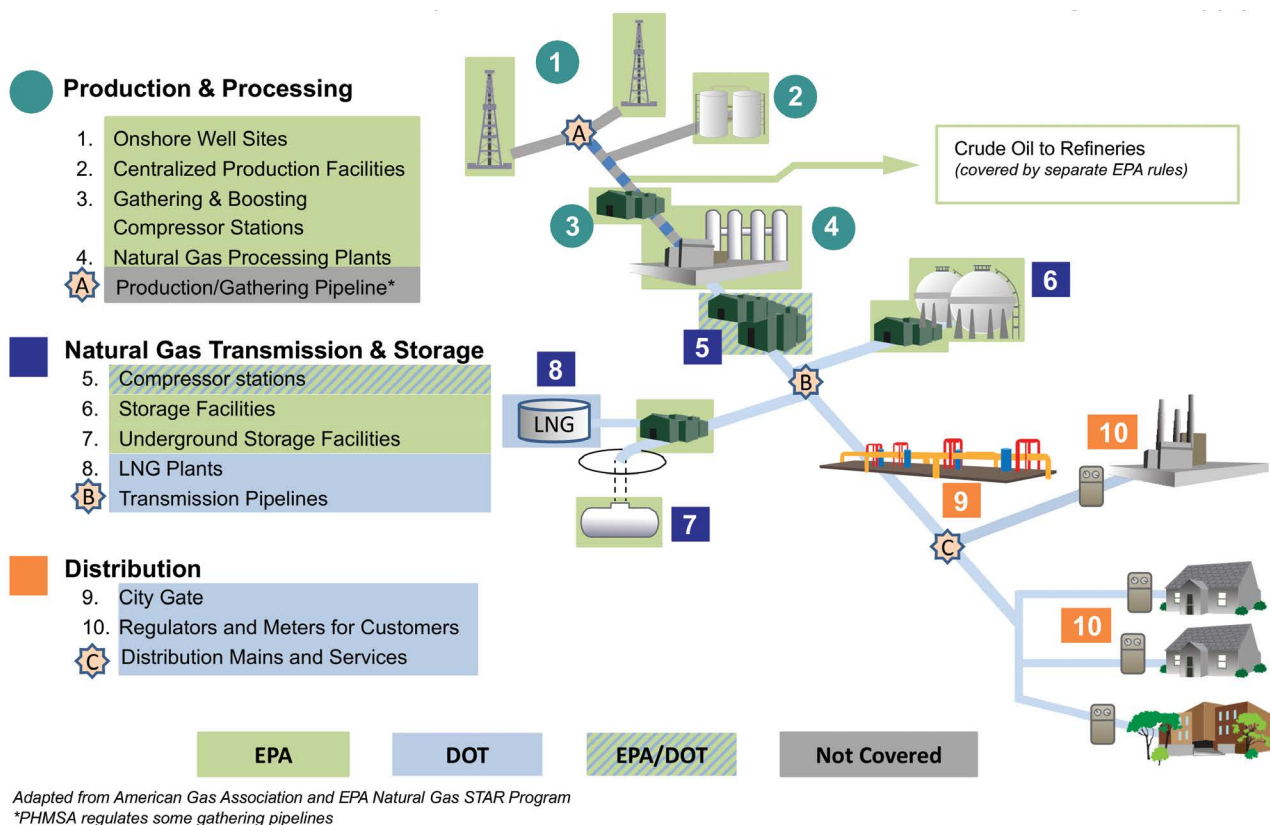 Production & Processing
1. Onshore Well Sites
2. Centralized Production Facilities
3. Gathering & Boosting
Compressor Stations
4. Natural Gas Processing Plants
A Production/Gathering Pipeline*
Natural Gas Transmission & Storage
5. Compressor stations
6. Storage Facilities
7. Underground Storage Facilities
8. LNG Plants
B Transmission Pipelines
Distribution
9. City Gate
10. Regulators and Meters for Customers
C Distribution Mains and Services
1
2
A
Crude Oil to Refineries
(covered by separate EPA rules)
3
4
6
5
8
B
LNG
10
7
9
C
10
EPA
DOT
EPA/DOT
Not Covered
Adapted from American Gas Association and EPA Natural Gas STAR Program
*PHMSA regulates some gathering pipelines